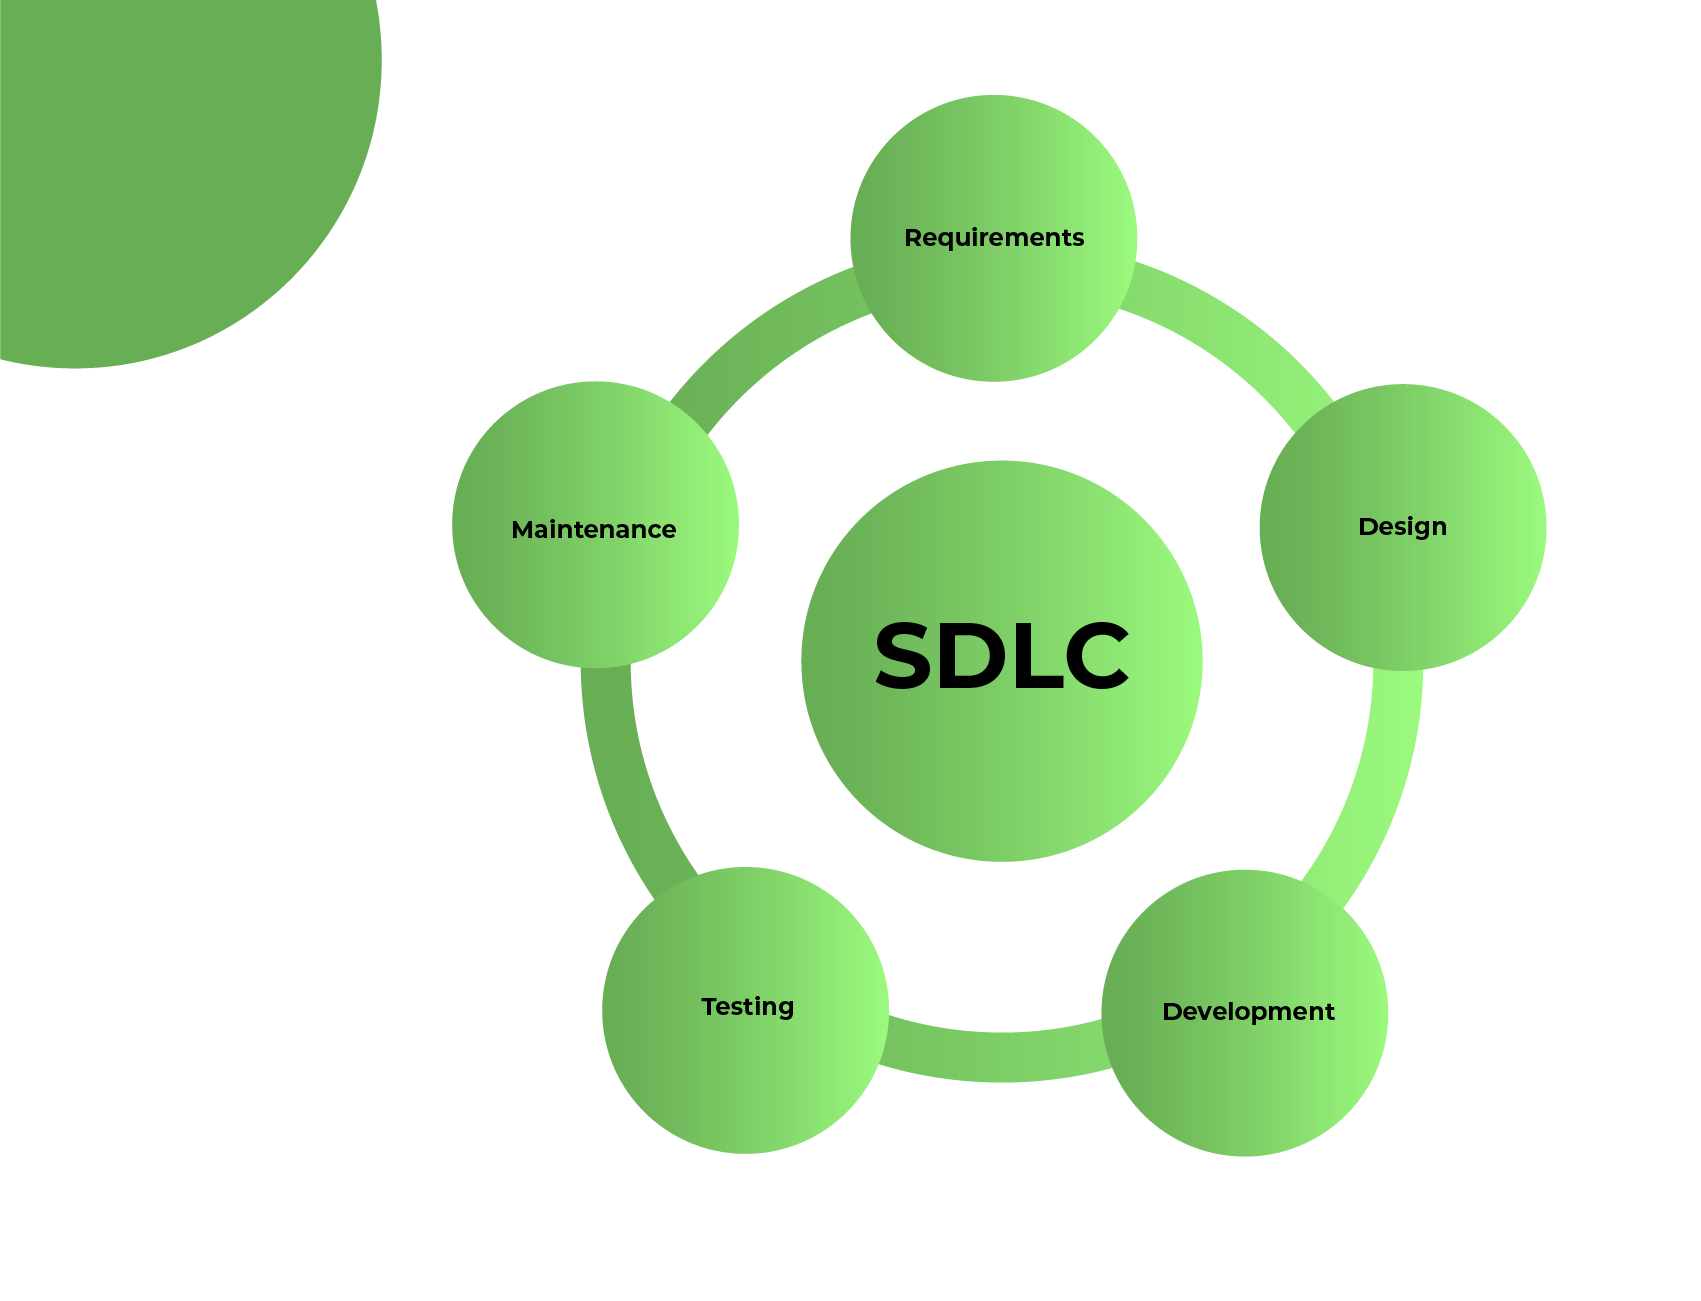 Requirements
Design
Development
Testing
Maintenance
SDLC